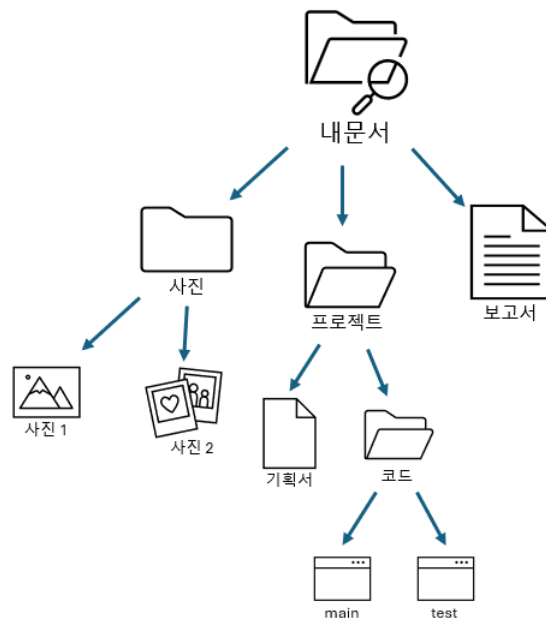 내문서
사진
프로젝트
보고서
사진 1
사진 2
기획서
코드
main
test